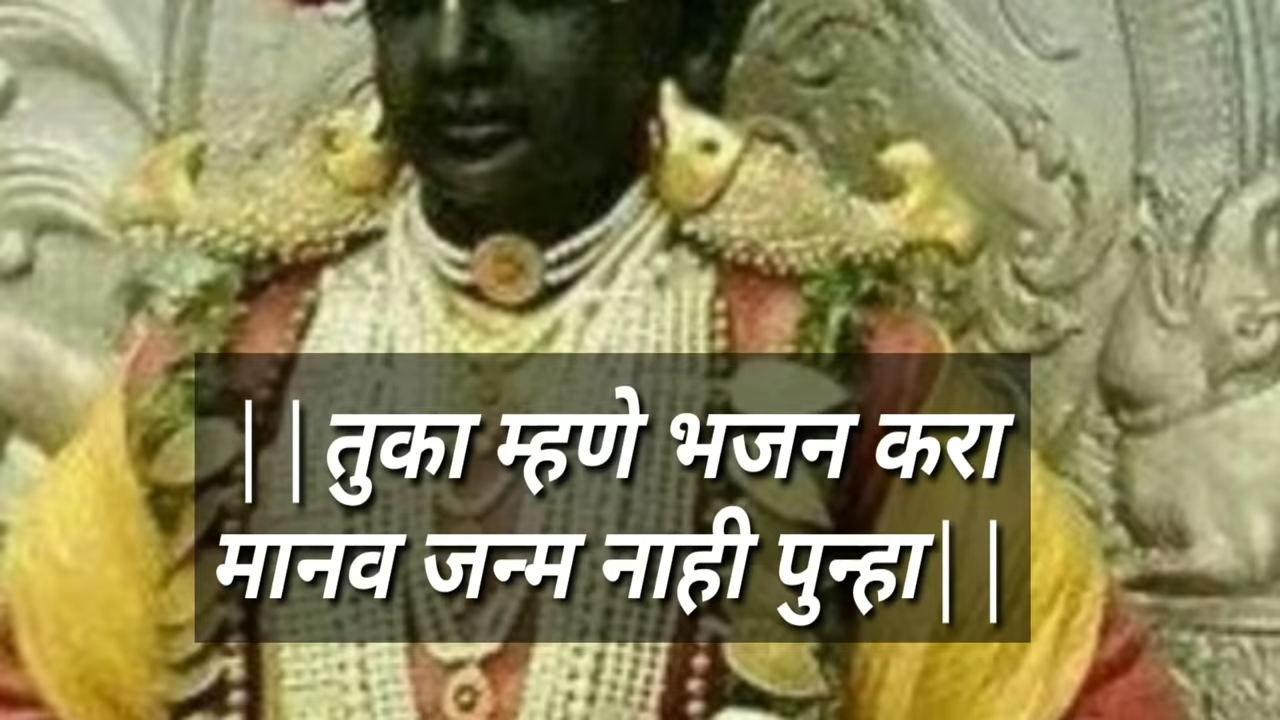 ||तुका म्हणे भजन करा
मानव जन्म नाही पुन्हा||